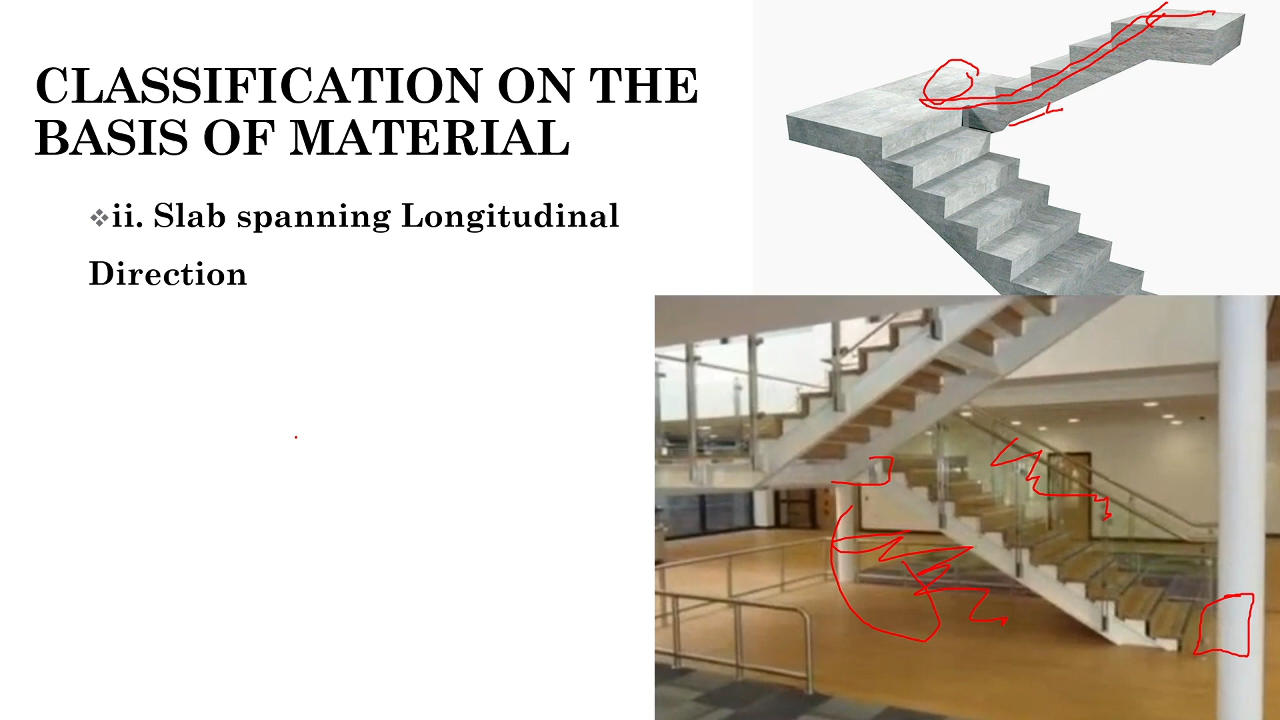 CLASSIFICATION ON THE
BASIS OF MATERIAL
ii. Slab spanning Longitudinal
Direction